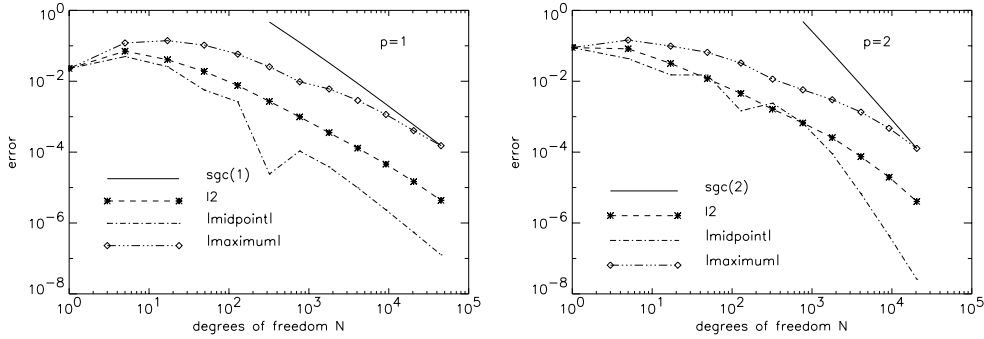 10^0
10^-2
10^-4
10^-6
10^-8
error
p=1
sgc(1)
l2
|midpoint|
|maximum|
10^0 10^1 10^2 10^3 10^4 10^5
degrees of freedom N
10^0
10^-2
10^-4
10^-6
10^-8
error
p=2
sgc(2)
l2
|midpoint|
|maximum|
10^0 10^1 10^2 10^3 10^4 10^5
degrees of freedom N